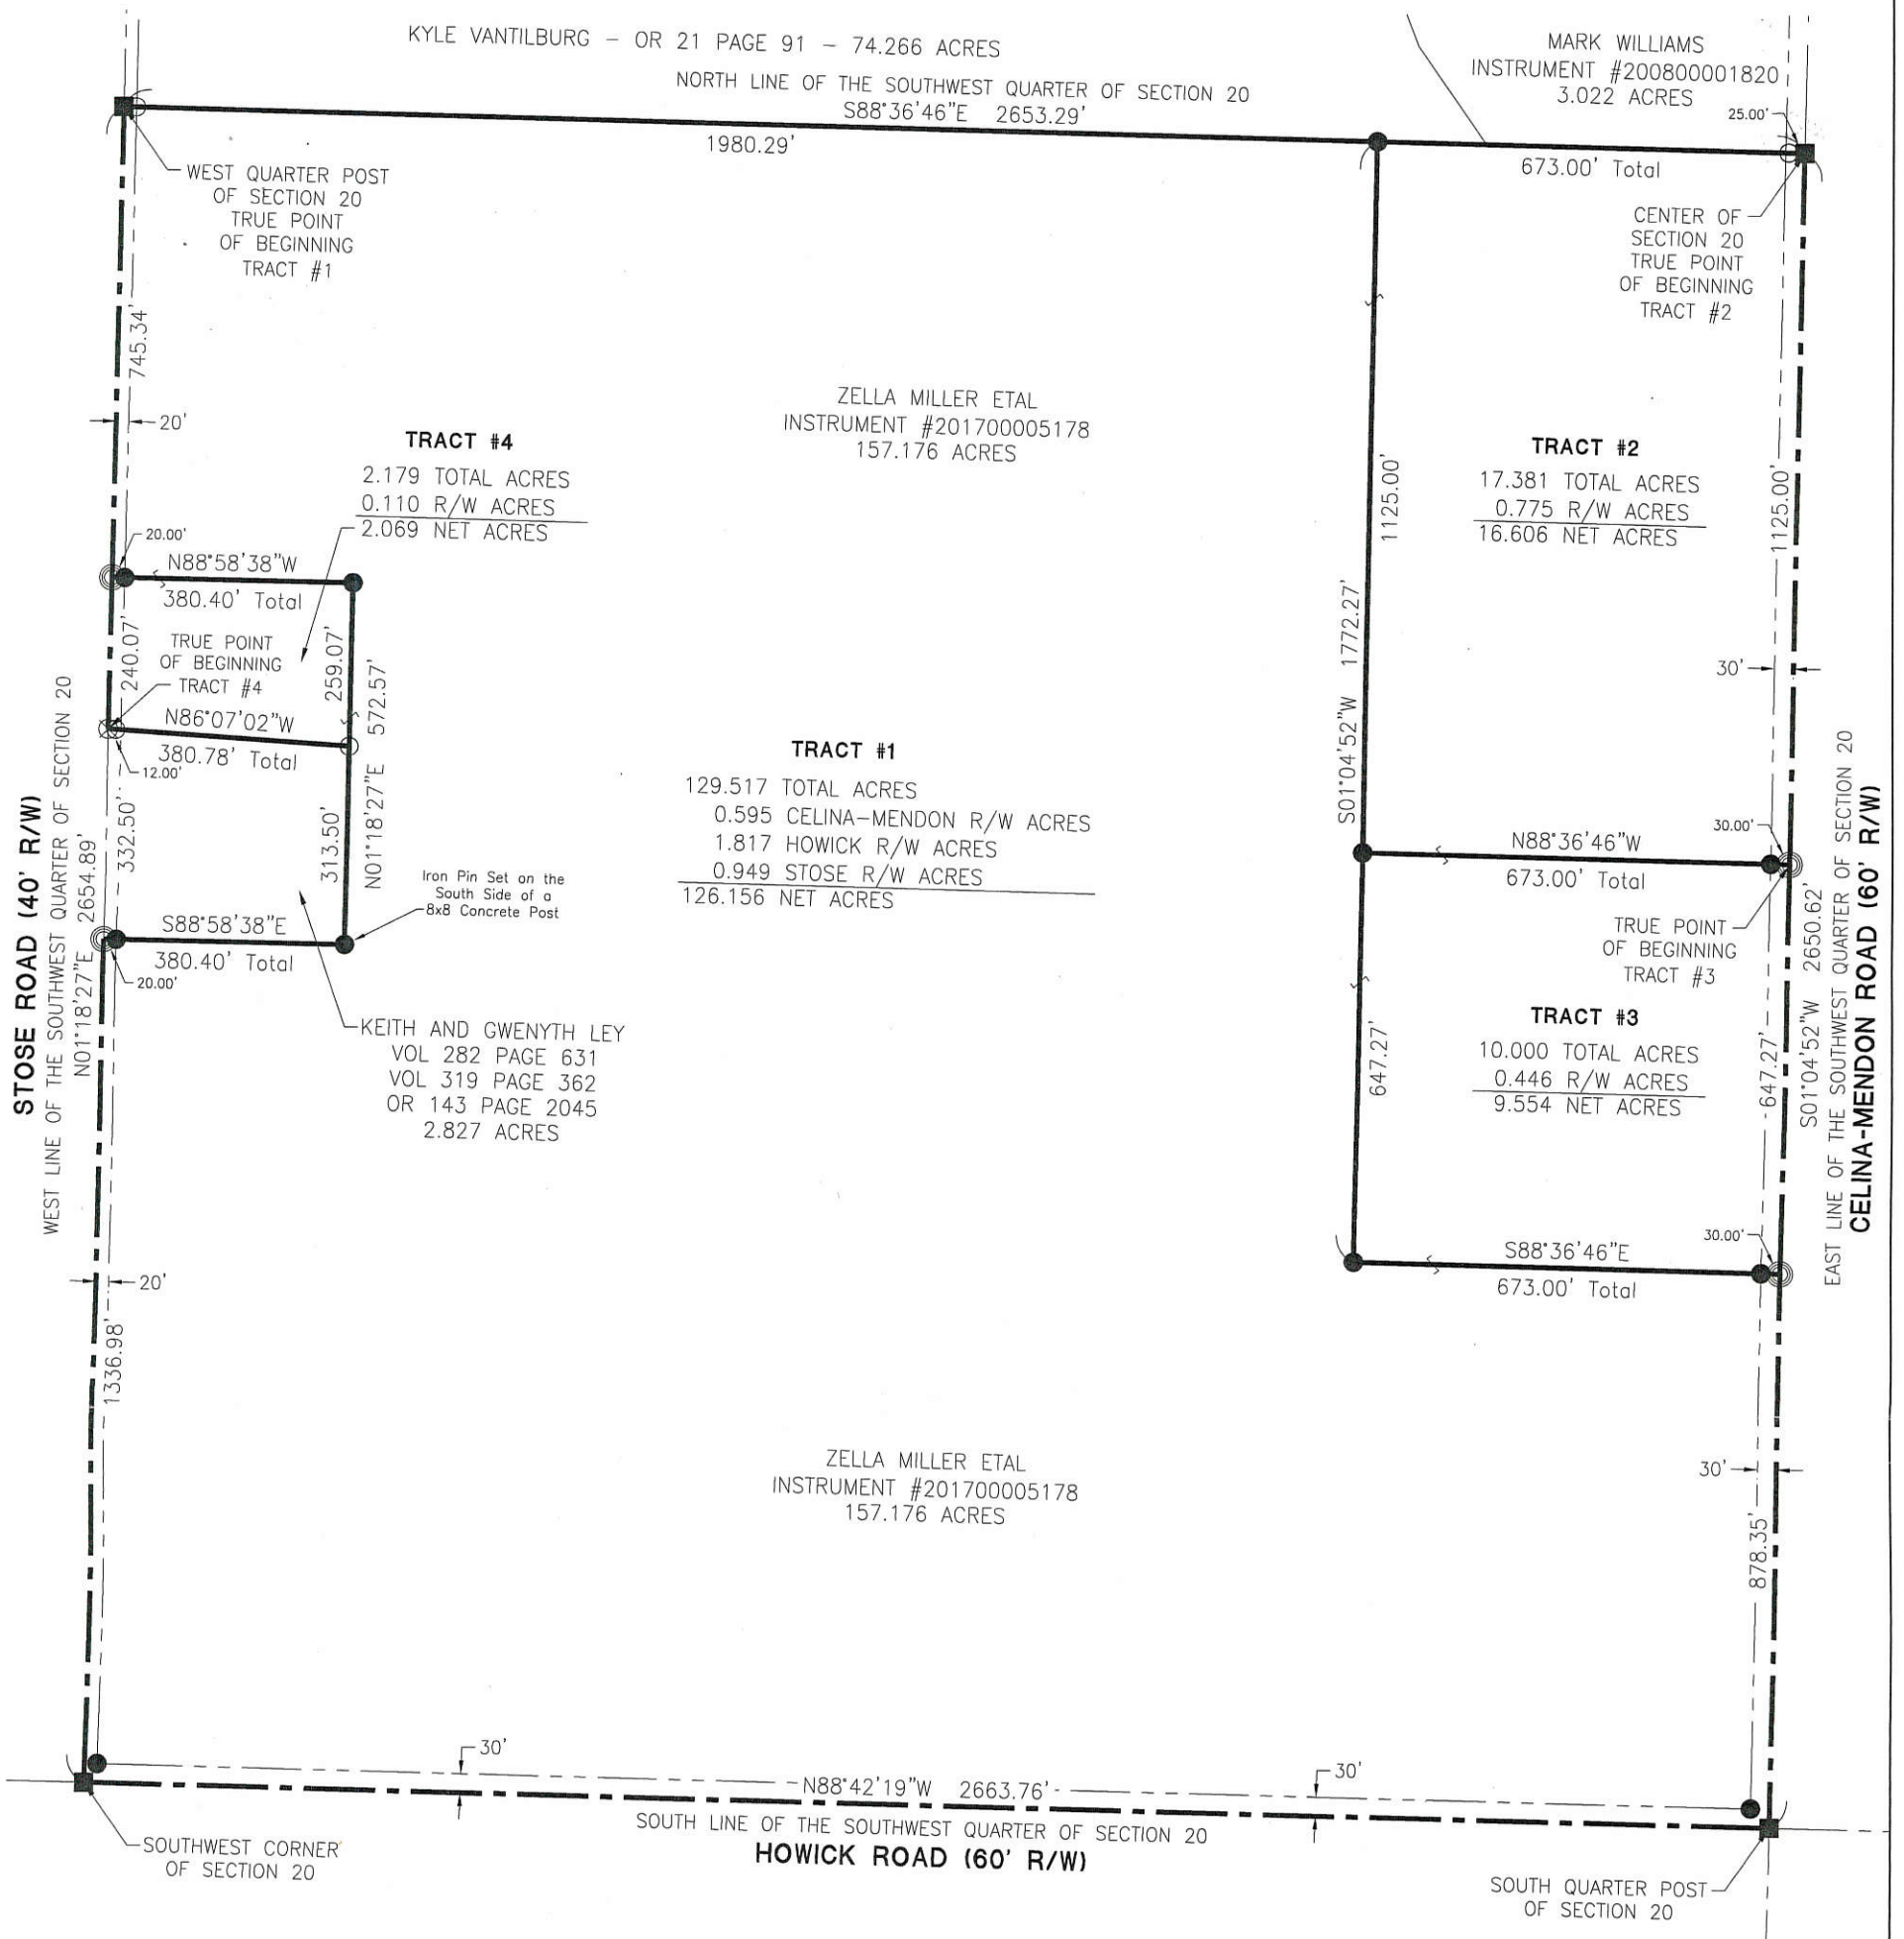 KYLE VANTILBURG – OR 21 PAGE 91 – 74.266 ACRES
MARK WILLIAMS
INSTRUMENT #200800001820
3.022 ACRES
25.00'
NORTH LINE OF THE SOUTHWEST QUARTER OF SECTION 20
S88°36'46"E 2653.29'
1980.29'
673.00' Total
WEST QUARTER POST
OF SECTION 20
TRUE POINT
OF BEGINNING
TRACT #1
CENTER OF
SECTION 20
TRUE POINT
OF BEGINNING
TRACT #2
745.34'
20'
ZELLA MILLER ETAL
INSTRUMENT #201700005178
157.176 ACRES
TRACT #4
2.179 TOTAL ACRES
0.110 R/W ACRES
2.069 NET ACRES
TRACT #2
17.381 TOTAL ACRES
0.775 R/W ACRES
16.606 NET ACRES
1125.00'
1125.00'
S01°04'52"W 1772.27'
30'
20.00'
N88°58'38"W
380.40' Total
240.07'
TRUE POINT
OF BEGINNING
TRACT #4
259.07'
N01°18'27"E 572.57'
N86°07'02"W
380.78' Total
12.00'
332.50'
313.50'
Iron Pin Set on the
South Side of a
8x8 Concrete Post
S88°58'38"E
380.40' Total
20.00'
STOSE ROAD (40' R/W)
WEST LINE OF THE SOUTHWEST QUARTER OF SECTION 20
N01°18'27"E 2654.89'
TRACT #1
129.517 TOTAL ACRES
0.595 CELINA-MENDON R/W ACRES
1.817 HOWICK R/W ACRES
0.949 STOSE R/W ACRES
126.156 NET ACRES
KEITH AND GWENYTH LEY
VOL 282 PAGE 631
VOL 319 PAGE 362
OR 143 PAGE 2045
2.827 ACRES
30.00'
N88°36'46"W
673.00' Total
TRUE POINT
OF BEGINNING
TRACT #3
TRACT #3
10.000 TOTAL ACRES
0.446 R/W ACRES
9.554 NET ACRES
647.27'
647.27'
S01°04'52"W 2650.62'
EAST LINE OF THE SOUTHWEST QUARTER OF SECTION 20
CELINA-MENDON ROAD (60' R/W)
30.00'
S88°36'46"E
673.00' Total
20'
1336.98'
ZELLA MILLER ETAL
INSTRUMENT #201700005178
157.176 ACRES
30'
878.35'
30'
30'
N88°42'19"W 2663.76'
SOUTH LINE OF THE SOUTHWEST QUARTER OF SECTION 20
HOWICK ROAD (60' R/W)
SOUTHWEST CORNER
OF SECTION 20
SOUTH QUARTER POST
OF SECTION 20